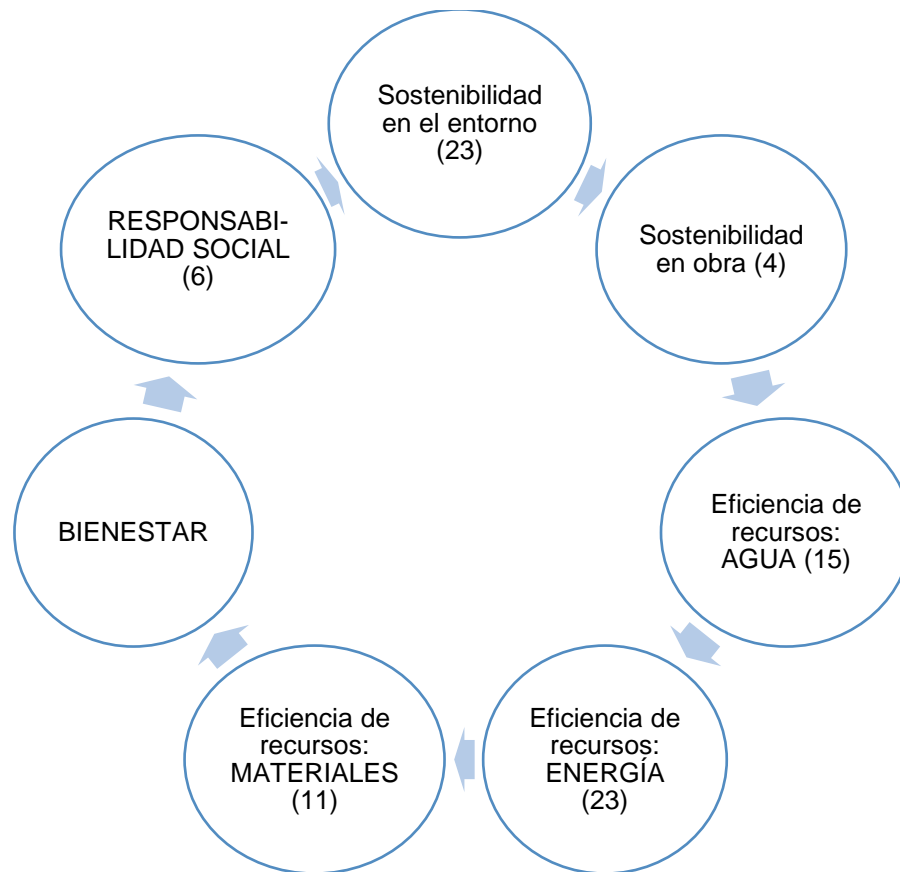 Sostenibilidad
en el entorno
(23)
Sostenibilidad
en obra (4)
Eficiencia de
recursos:
AGUA (15)
Eficiencia de
recursos:
ENERGÍA
(23)
Eficiencia de
recursos:
MATERIALES
(11)
BIENESTAR
RESPONSABI-
LIDAD SOCIAL
(6)